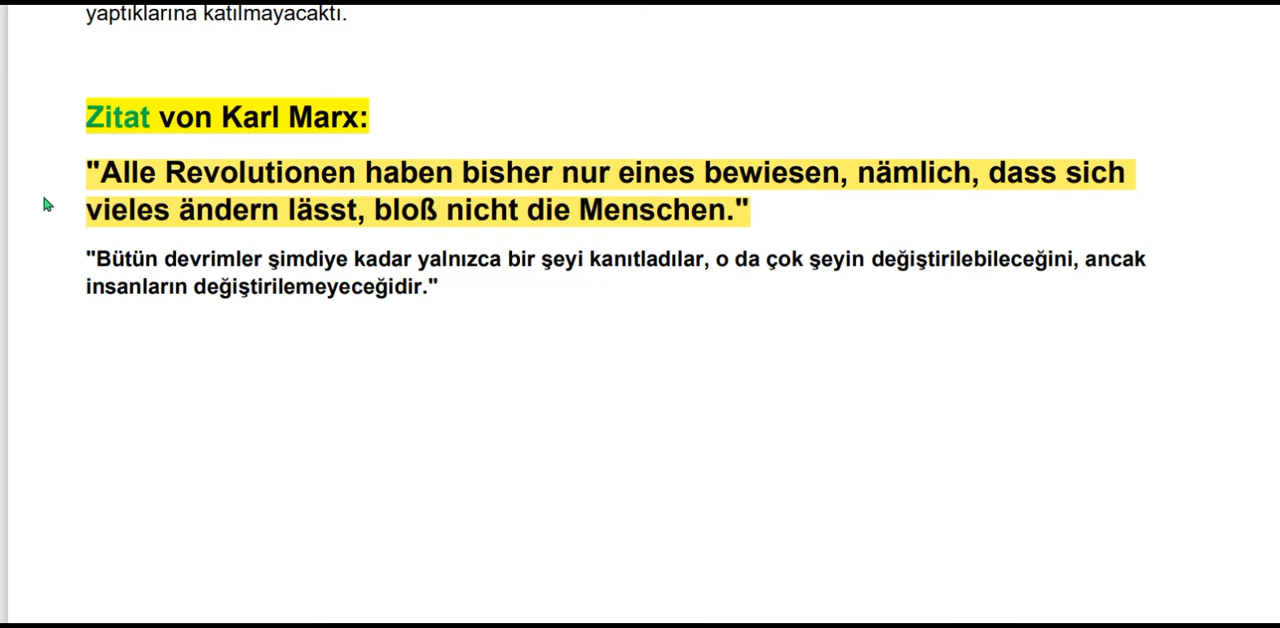 yaptıklarına katılmayacaktı.
Zitat von Karl Marx:
"Alle Revolutionen haben bisher nur eines bewiesen, nämlich, dass sich
vieles ändern lässt, bloß nicht die Menschen."
"Bütün devrimler şimdiye kadar yalnızca bir şeyi kanıtladılar, o da çok şeyin değiştirilebileceğini, ancak
insanların değiştirilemeyeceğidir."